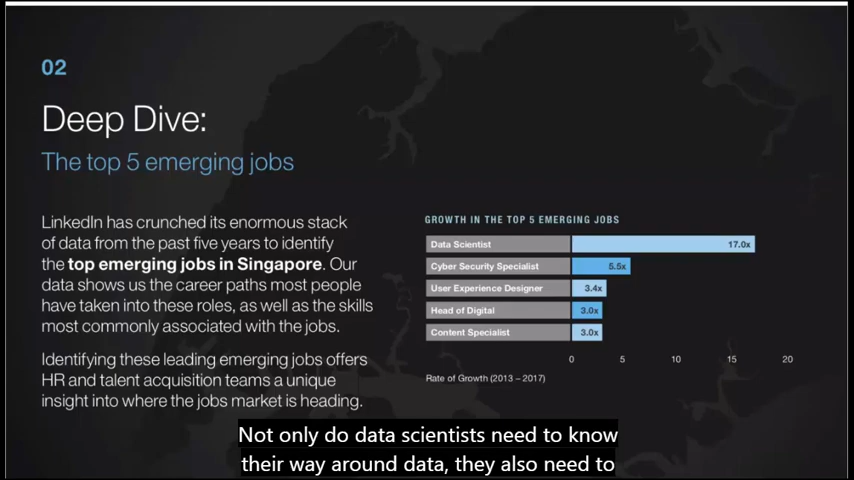 02
Deep Dive:
The top 5 emerging jobs
LinkedIn has crunched its enormous stack
of data from the past five years to identify
the top emerging jobs in Singapore. Our
data shows us the career paths most people
have taken into these roles, as well as the skills
most commonly associated with the jobs.
Identifying these leading emerging jobs offers
HR and talent acquisition teams a unique
insight into where the jobs market is heading.
GROWTH IN THE TOP 5 EMERGING JOBS
Data Scientist 17.0x
Cyber Security Specialist 5.5x
User Experience Designer 3.4x
Head of Digital 3.0x
Content Specialist 3.0x
0 5 10 15 20
Rate of Growth (2013 – 2017)
Not only do data scientists need to know
their way around data, they also need to